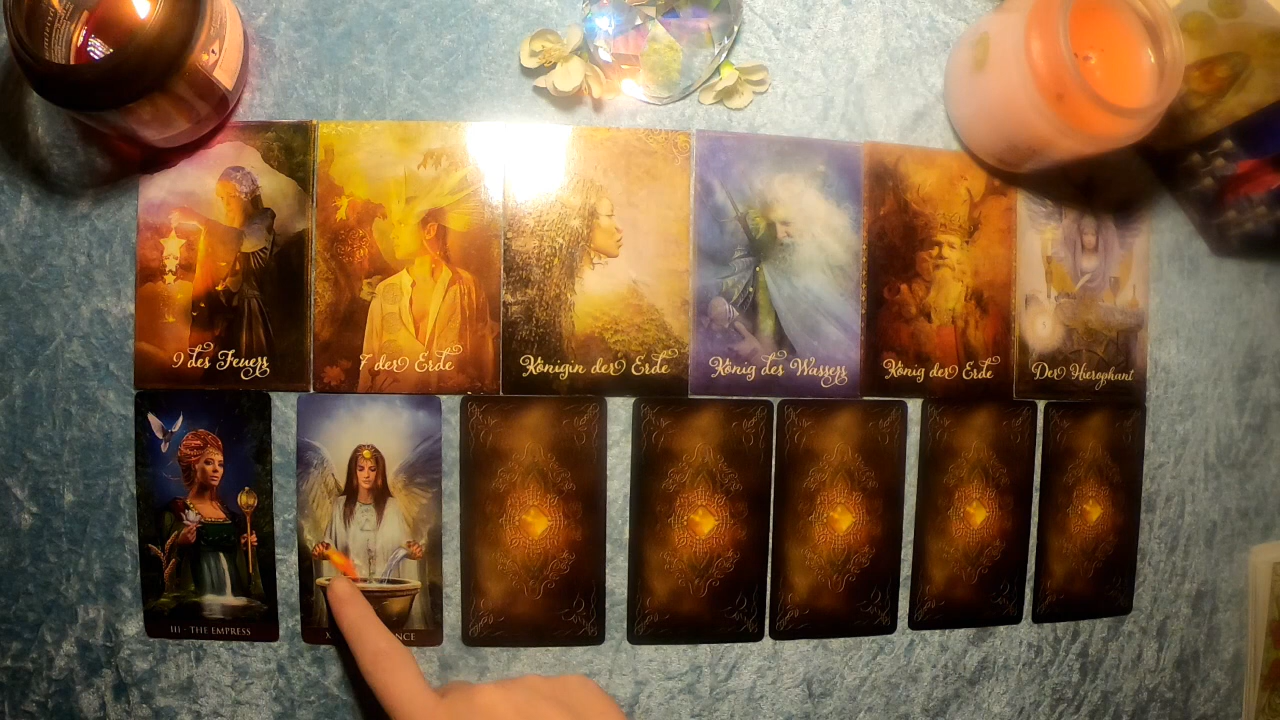 9 des Feuers
7 der Erde
Königin der Erde
König des Wassers
König der Erde
Der Hierophant
III - THE EMPRESS